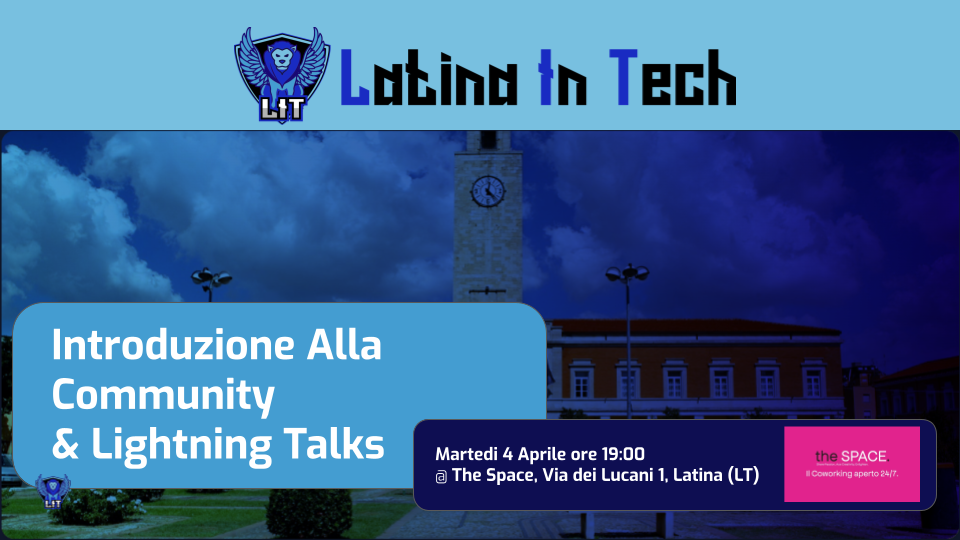 LIT
Latina In Tech
Introduzione Alla
Community
& Lightning Talks
Martedi 4 Aprile ore 19:00
@ The Space, Via dei Lucani 1, Latina (LT)
the SPACE.
Il Coworking aperto 24/7.
LIT